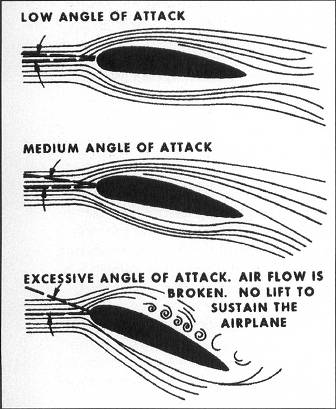 LOW ANGLE OF ATTACK
MEDIUM ANGLE OF ATTACK
EXCESSIVE ANGLE OF ATTACK. AIR FLOW IS
BROKEN. NO LIFT TO
SUSTAIN THE
AIRPLANE